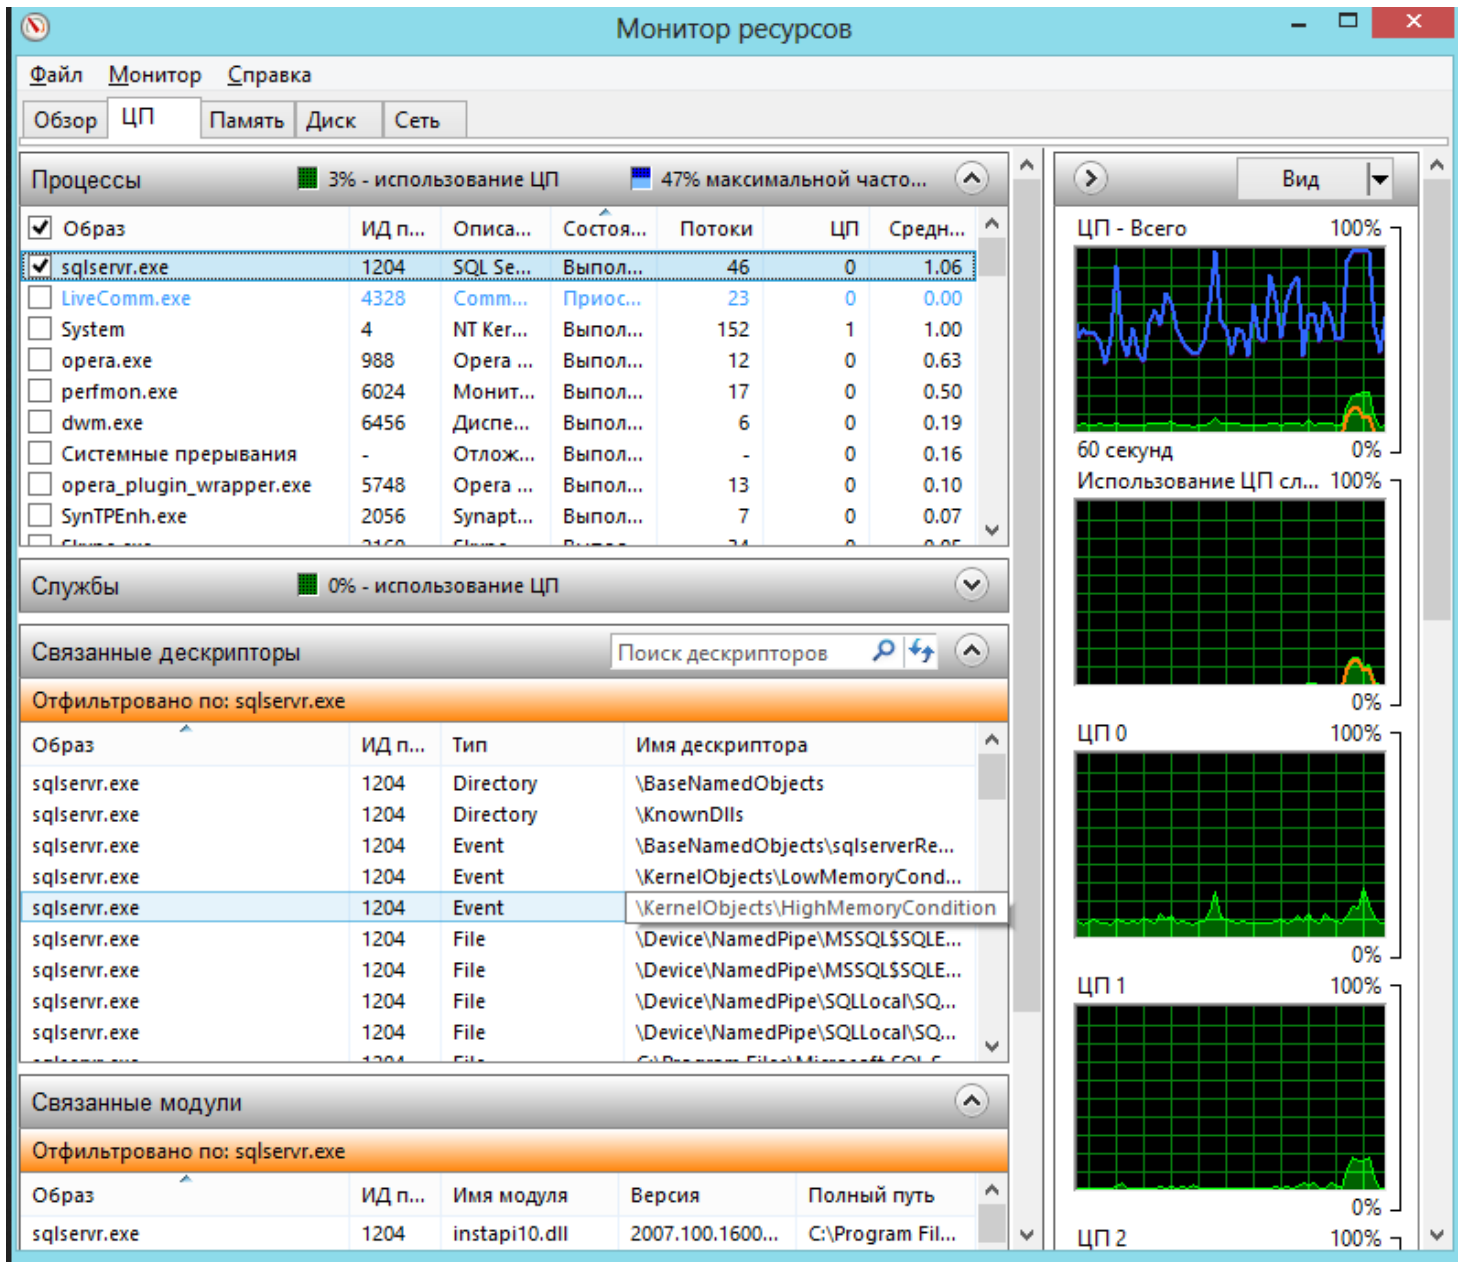 Монитор ресурсов
Файл Монитор Справка
Обзор ЦП Память Диск Сеть
Процессы 3% - использование ЦП 47% максимальной часто...
Образ ИД п... Описа... Состоя... Потоки ЦП Средн...
sqlservr.exe 1204 SQL Se... Выпол... 46 0 1.06
LiveComm.exe 4328 Comm... Приос... 23 0 0.00
System 4 NT Ker... Выпол... 152 1 1.00
opera.exe 988 Opera ... Выпол... 12 0 0.63
perfmon.exe 6024 Монит... Выпол... 17 0 0.50
dwm.exe 6456 Диспе... Выпол... 6 0 0.19
Системные прерывания - Отлож... Выпол... - 0 0.16
opera_plugin_wrapper.exe 5748 Opera ... Выпол... 13 0 0.10
SynTPEnh.exe 2056 Synapt... Выпол... 7 0 0.07
Службы 0% - использование ЦП
Связанные дескрипторы Поиск дескрипторов
Отфильтровано по: sqlservr.exe
Образ ИД п... Тип Имя дескриптора
sqlservr.exe 1204 Directory \BaseNamedObjects
sqlservr.exe 1204 Directory \KnownDlls
sqlservr.exe 1204 Event \BaseNamedObjects\sqlserverRe...
sqlservr.exe 1204 Event \KernelObjects\LowMemoryCond...
sqlservr.exe 1204 Event \KernelObjects\HighMemoryCondition
sqlservr.exe 1204 File \Device\NamedPipe\MSSQL$SQLE...
sqlservr.exe 1204 File \Device\NamedPipe\MSSQL$SQLE...
sqlservr.exe 1204 File \Device\NamedPipe\SQLLocal\SQ...
sqlservr.exe 1204 File \Device\NamedPipe\SQLLocal\SQ...
Связанные модули
Отфильтровано по: sqlservr.exe
Образ ИД п... Имя модуля Версия Полный путь
sqlservr.exe 1204 instapi10.dll 2007.100.1600... C:\Program Fil...
Вид
ЦП - Всего 100%
60 секунд 0%
Использование ЦП сл... 100%
0%
ЦП 0 100%
0%
ЦП 1 100%
0%
ЦП 2 100%